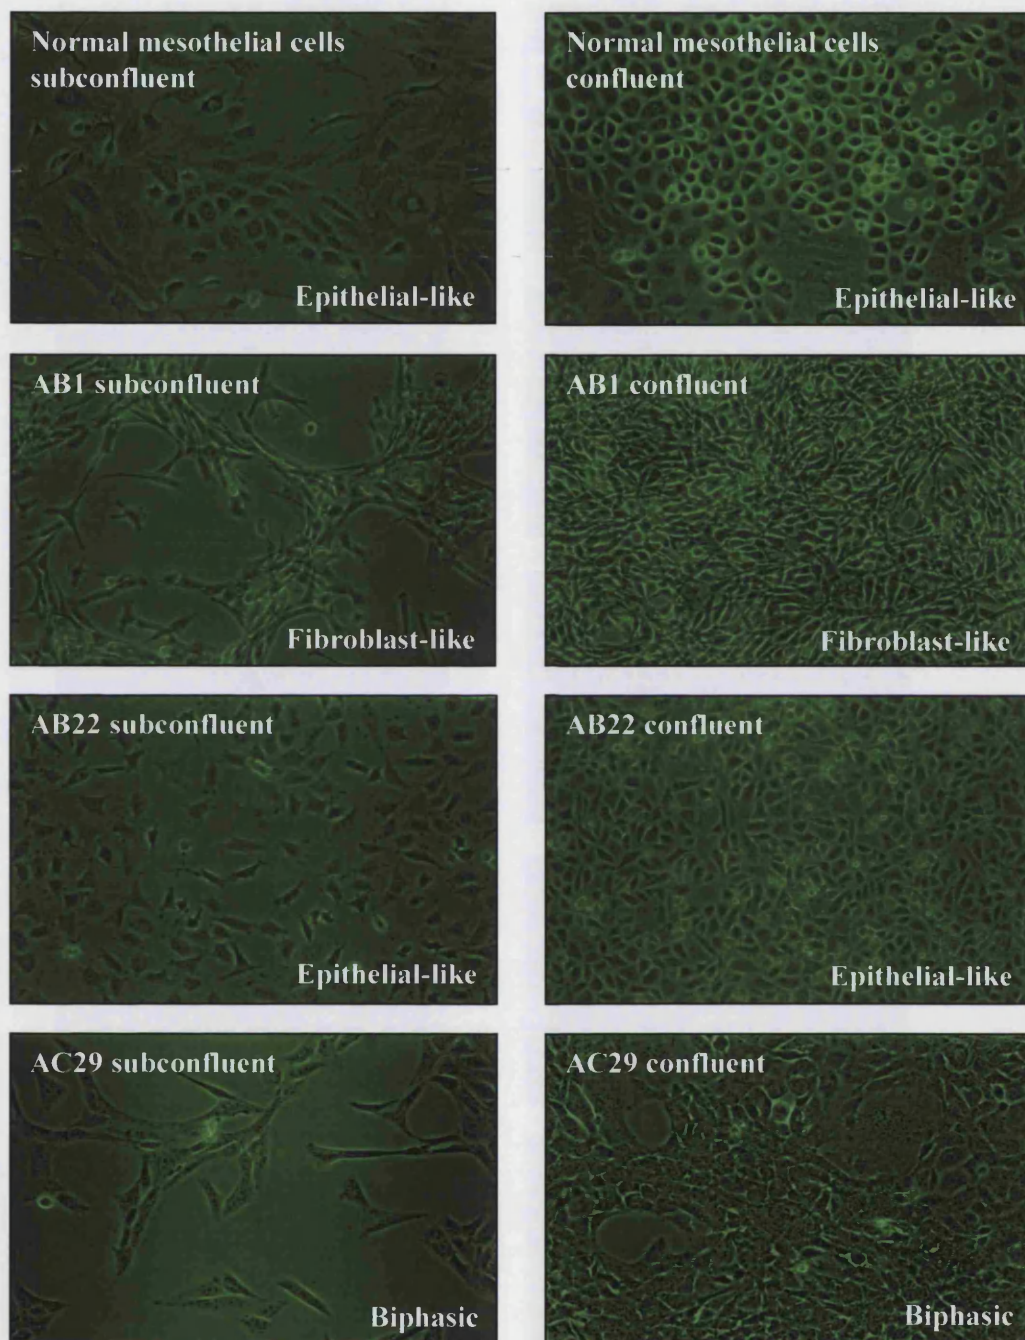 Normal mesothelial cells
subconfluent
Epithelial-like
Normal mesothelial cells
confluent
Epithelial-like
AB1 subconfluent
Fibroblast-like
AB1 confluent
Fibroblast-like
AB22 subconfluent
Epithelial-like
AB22 confluent
Epithelial-like
AC29 subconfluent
Biphasic
AC29 confluent
Biphasic